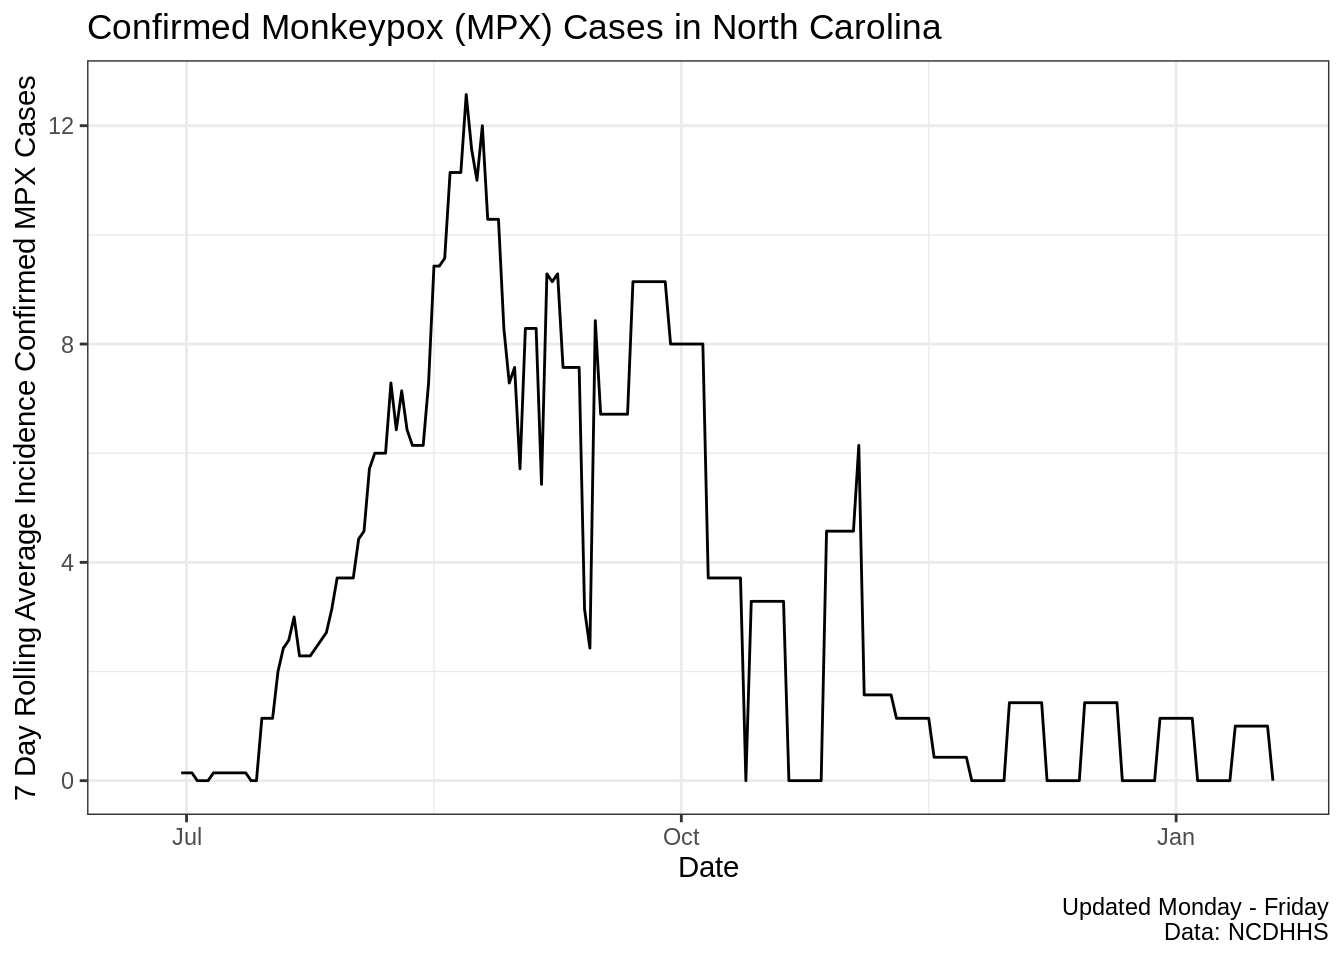 Confirmed Monkeypox (MPX) Cases in North Carolina
7 Day Rolling Average Incidence Confirmed MPX Cases
12
8
4
0
Jul
Oct
Jan
Date
Updated Monday - Friday
Data: NCDHHS